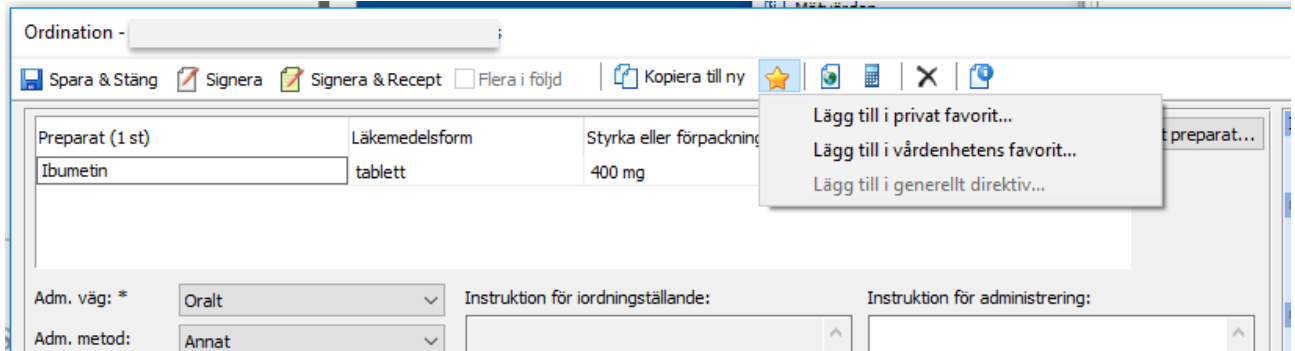 Mätvärden
Ordination -
Spara & Stäng Signera Signera & Recept Flera i följd Kopiera till ny
Lägg till i privat favorit...
Lägg till i vårdenhetens favorit...
Lägg till i generellt direktiv...
Preparat (1 st) Läkemedelsform Styrka eller förpackning preparat...
Ibumetin tablett 400 mg
Adm. väg: * Oralt Instruktion för iordningställande: Instruktion för administrering:
Adm. metod: Annat